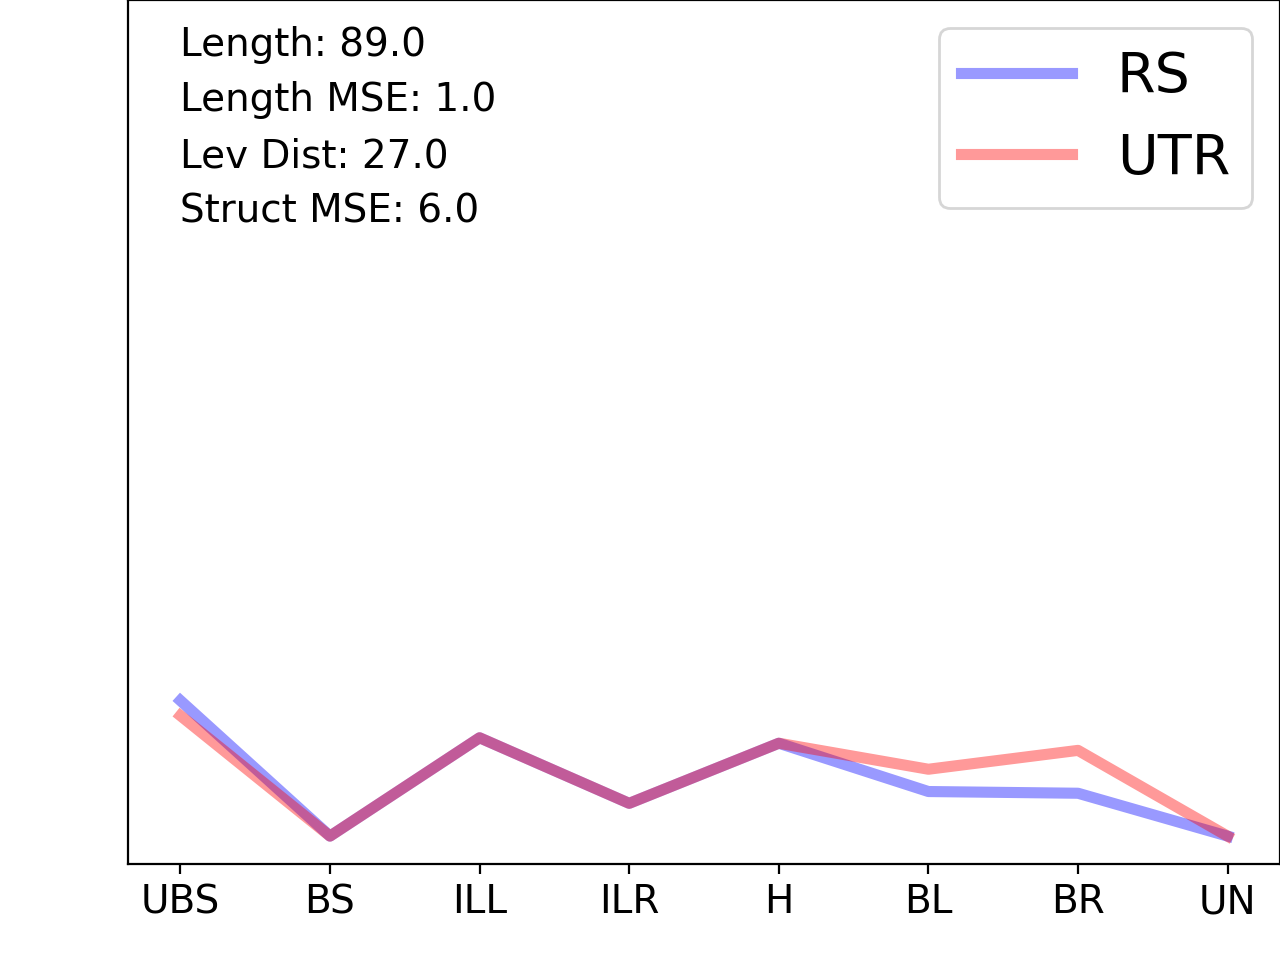 Length: 89.0
Length MSE: 1.0
Lev Dist: 27.0
Struct MSE: 6.0
RS
UTR
UBS BS ILL ILR H BL BR UN